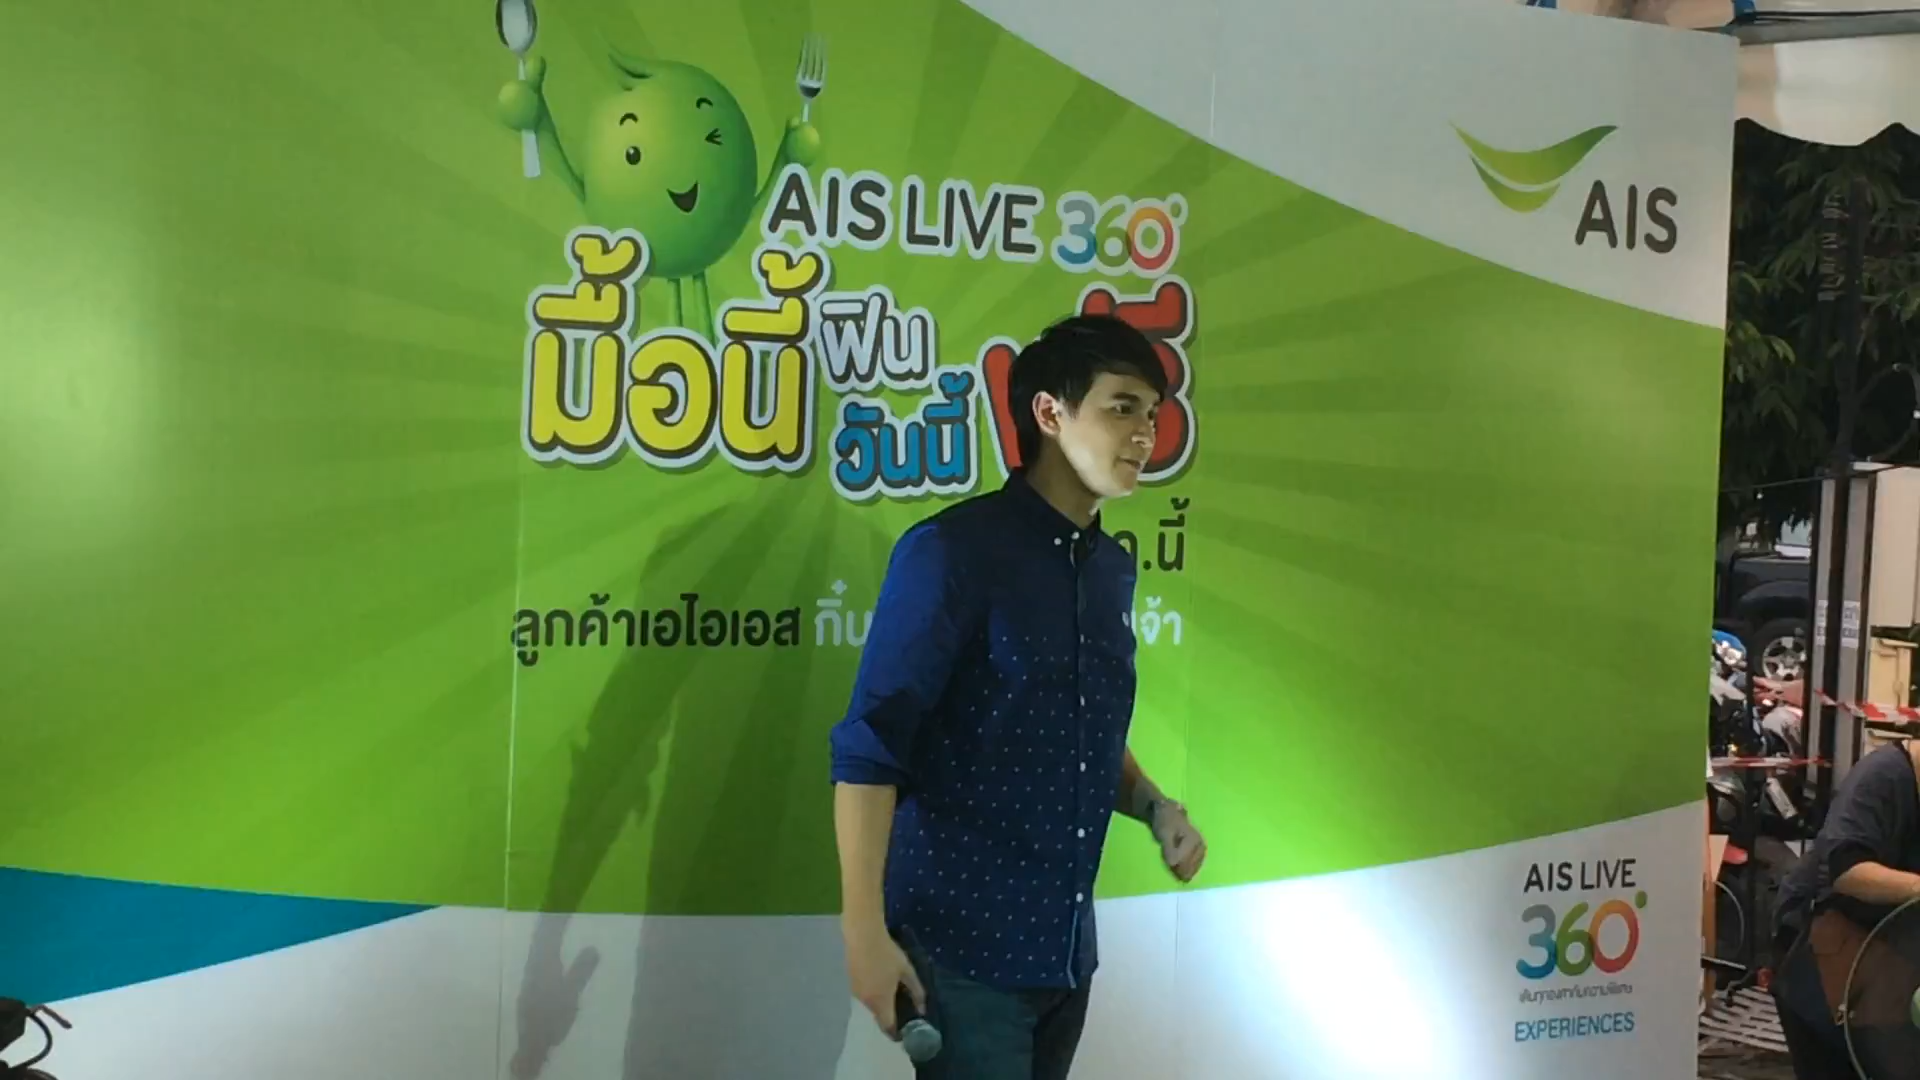 AIS LIVE 360°
AIS
มื้อนี้ ฟิน
วันนี้
.นี้
ลูกค้าเอไอเอส
AIS LIVE
360°
EXPERIENCES